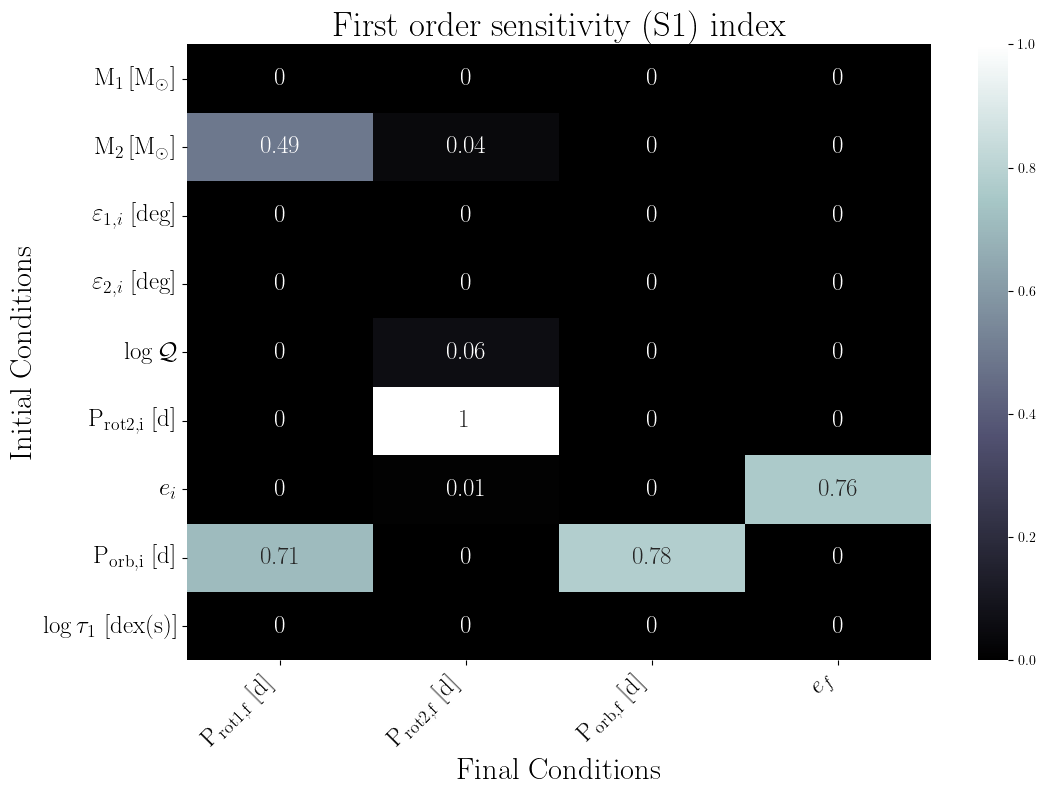 First order sensitivity (S1) index
Initial Conditions
M₁ [M⊙] 0 0 0 0
M₂ [M⊙] 0.49 0.04 0 0
ε₁,ᵢ [deg] 0 0 0 0
ε₂,ᵢ [deg] 0 0 0 0
log 𝒬 0 0.06 0 0
P_rot2,i [d] 0 1 0 0
eᵢ 0 0.01 0 0.76
P_orb,i [d] 0.71 0 0.78 0
log τ₁ [dex(s)] 0 0 0 0
P_rot1,f [d] P_rot2,f [d] P_orb,f [d] e_f
Final Conditions
1.0
0.8
0.6
0.4
0.2
0.0